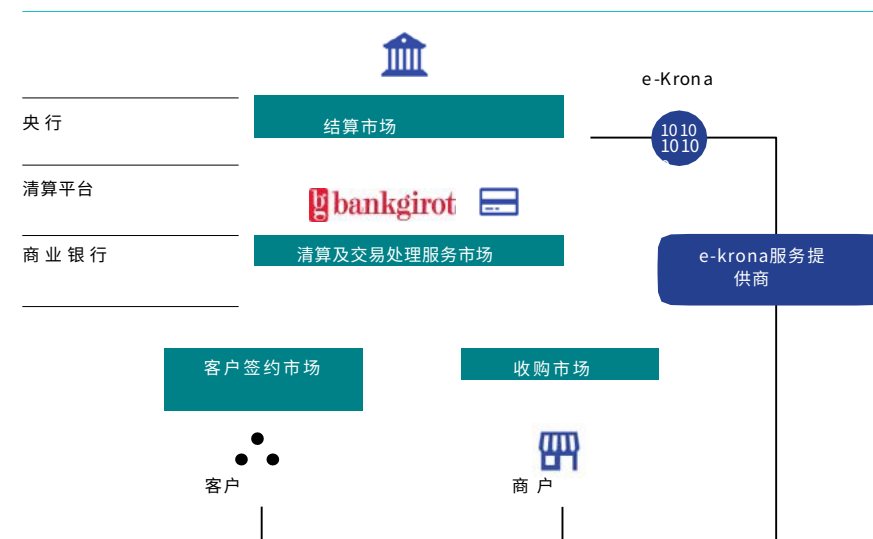 e-Krona
央行
结算市场
1010
1010
清算平台
bankgirot
商业银行
清算及交易处理服务市场
e-krona服务提
供商
客户签约市场
收购市场
客户
商户